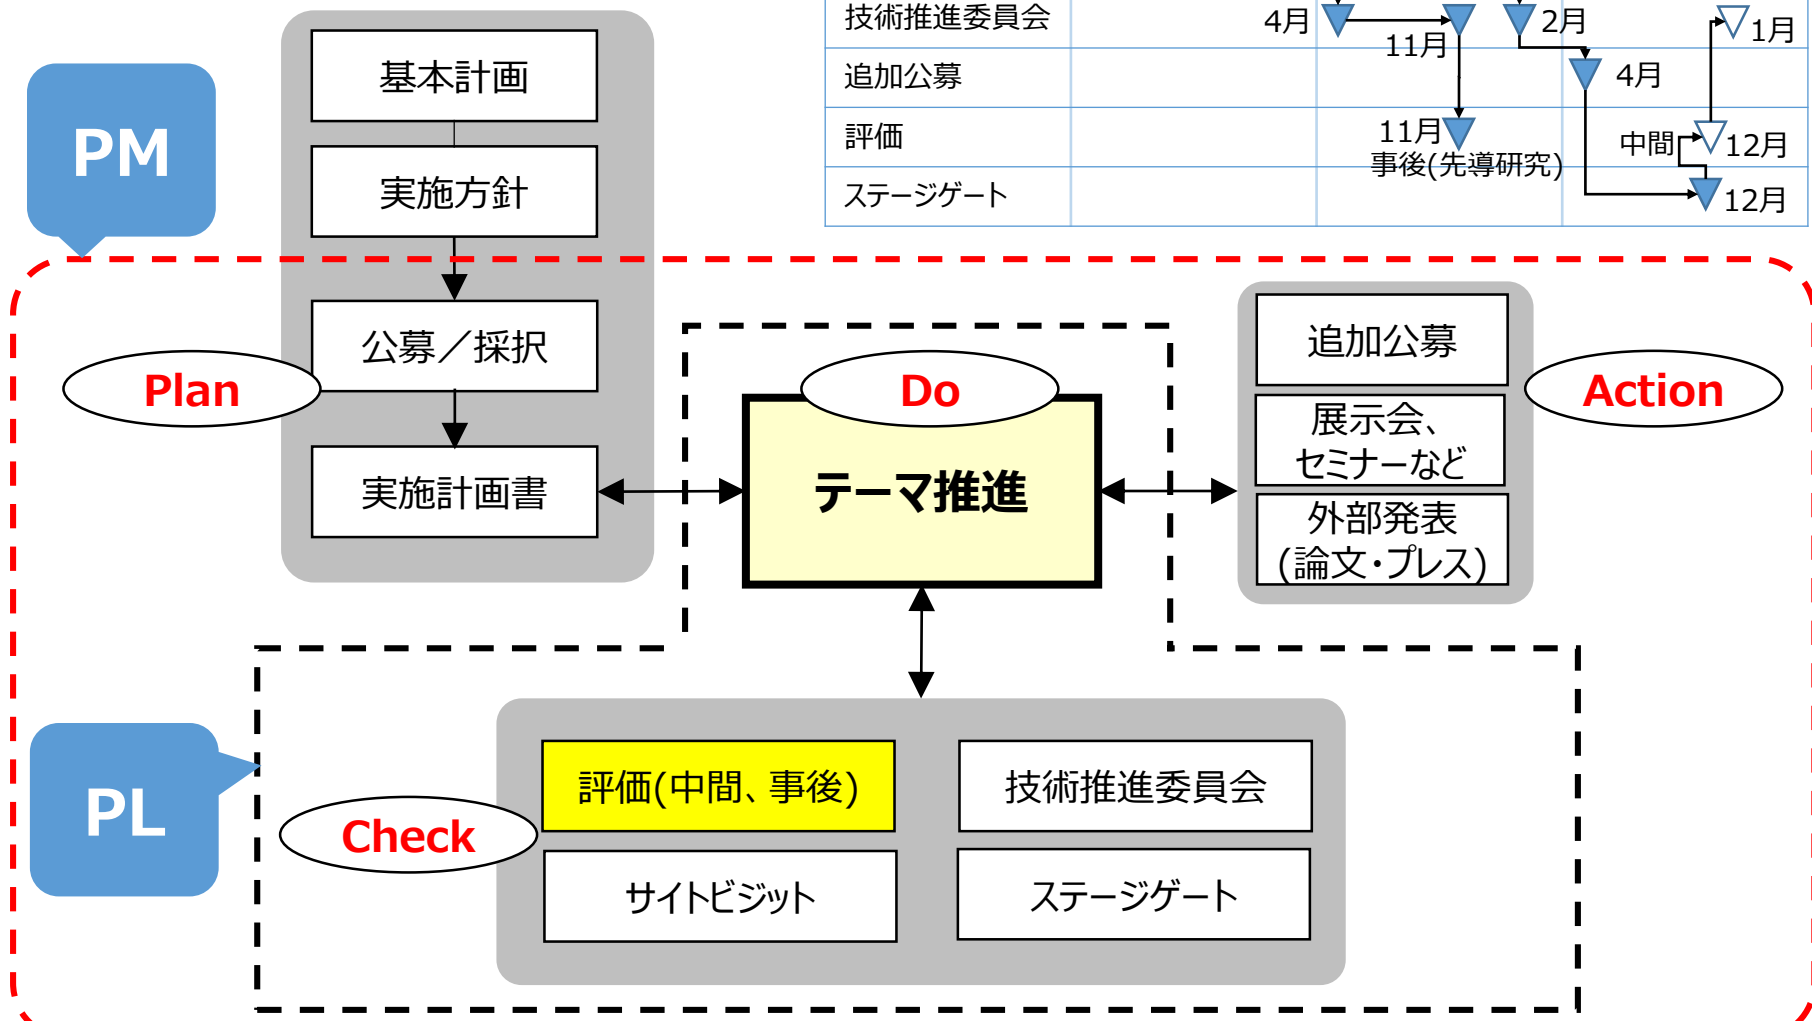 技術推進委員会
4月
11月
2月
1月
追加公募
4月
評価
11月
事後(先導研究)
中間
12月
ステージゲート
12月
PM
基本計画
実施方針
公募／採択
実施計画書
Plan
Do
テーマ推進
Action
追加公募
展示会、
セミナーなど
外部発表
(論文・プレス)
PL
Check
評価(中間、事後)
技術推進委員会
サイトビジット
ステージゲート